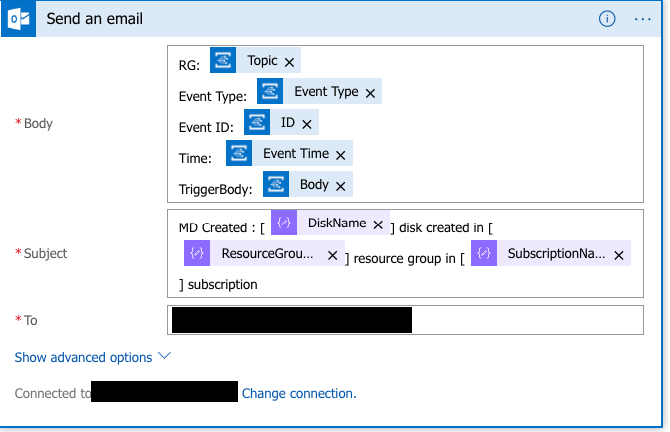 Send an email
* Body
RG: Topic ×
Event Type: Event Type ×
Event ID: ID ×
Time: Event Time ×
TriggerBody: Body ×
* Subject
MD Created : [ DiskName × ] disk created in [
ResourceGrou... × ] resource group in [ SubscriptionNa... ×
] subscription
* To
Show advanced options
Connected to Change connection.